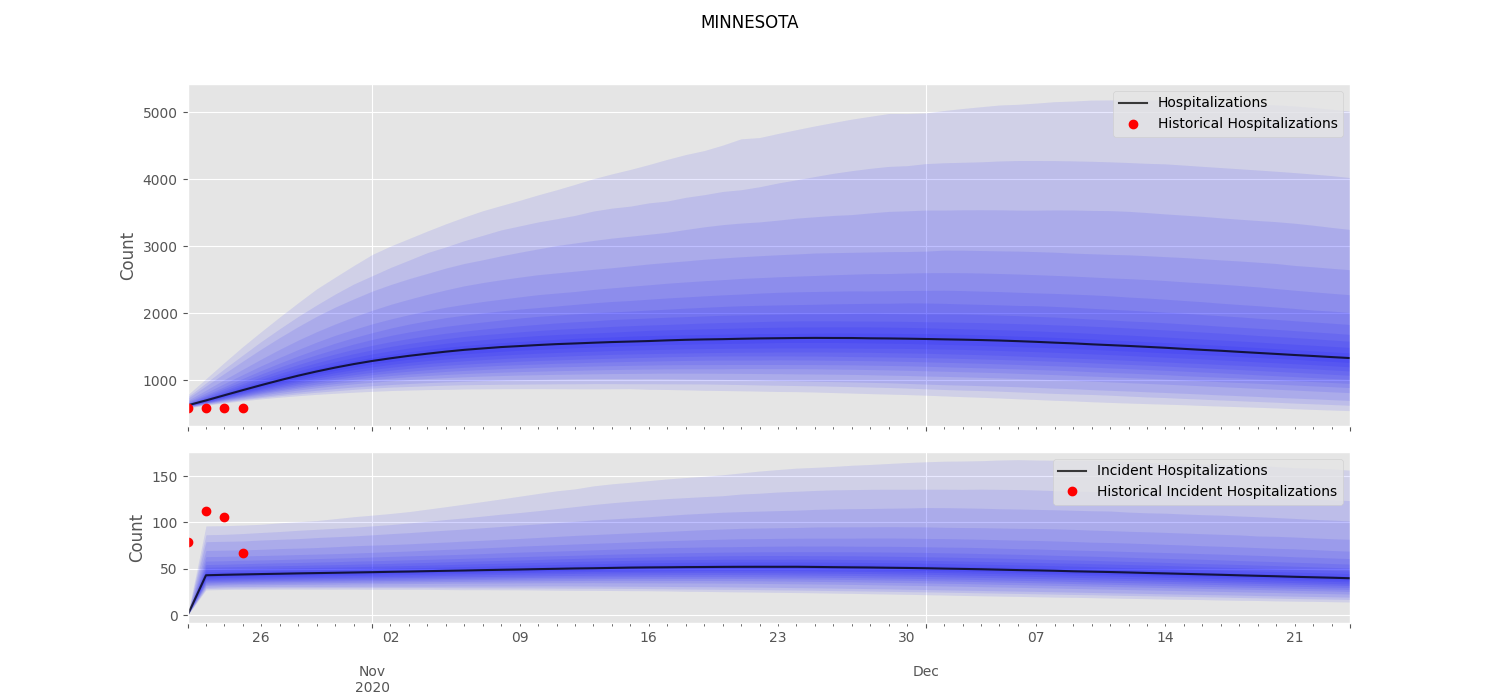 MINNESOTA
5000
4000
3000
2000
1000
Count
Hospitalizations
Historical Hospitalizations
150
100
50
0
Count
Incident Hospitalizations
Historical Incident Hospitalizations
26 02 09 16 23 30 07 14 21
Nov Dec
2020